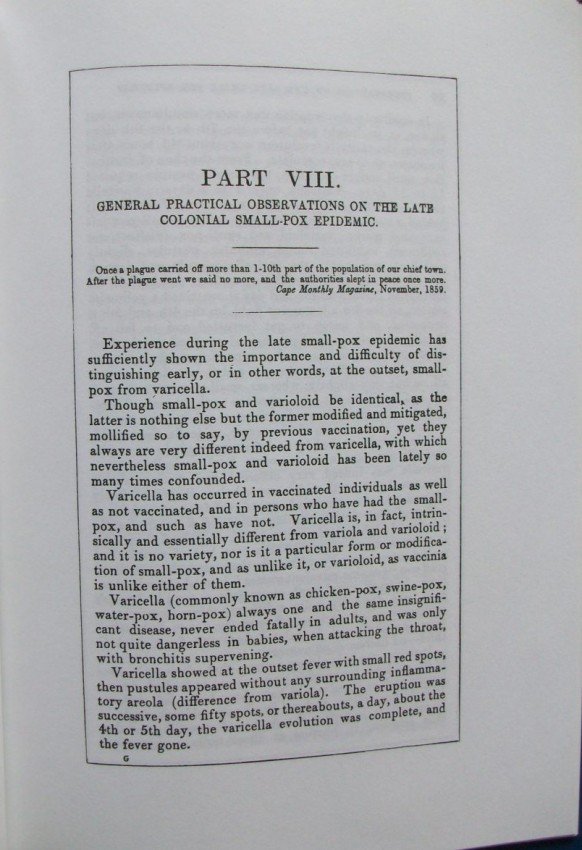 PART VIII.
GENERAL PRACTICAL OBSERVATIONS ON THE LATE
COLONIAL SMALL-POX EPIDEMIC.
Once a plague carried off more than 1-10th part of the population of our chief town.
After the plague went we said no more, and the authorities slept in peace once more.
Cape Monthly Magazine, November, 1859.
Experience during the late small-pox epidemic has
sufficiently shown the importance and difficulty of dis-
tinguishing early, or in other words, at the outset, small-
pox from varicella.
Though small-pox and varioloid be identical, as the
latter is nothing else but the former modified and mitigated,
mollified so to say, by previous vaccination, yet they
always are very different indeed from varicella, with which
nevertheless small-pox and varioloid has been lately so
many times confounded.
Varicella has occurred in vaccinated individuals as well
as not vaccinated, and in persons who have had the small-
pox, and such as have not. Varicella is, in fact, intrin-
sically and essentially different from variola and varioloid ;
and it is no variety, nor is it a particular form or modifica-
tion of small-pox, and as unlike it, or varioloid, as vaccinia
is unlike either of them.
Varicella (commonly known as chicken-pox, swine-pox,
water-pox, horn-pox) always one and the same insignifi-
cant disease, never ended fatally in adults, and was only
not quite dangerless in babies, when attacking the throat,
with bronchitis supervening.
Varicella showed at the outset fever with small red spots,
then pustules appeared without any surrounding inflamma-
tory areola (difference from variola). The eruption was
successive, some fifty spots, or thereabouts, a day, about the
4th or 5th day, the varicella evolution was complete, and
the fever gone.
G